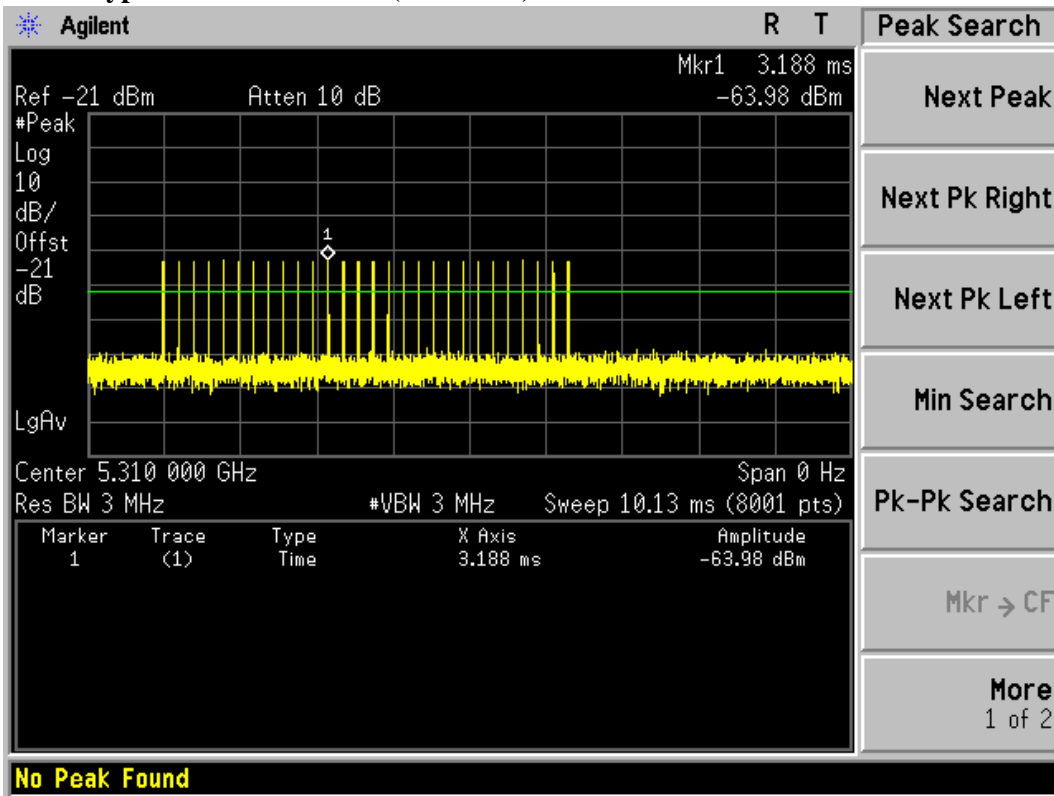 Agilent R T Peak Search
Mkr1 3.188 ms
Ref -21 dBm Atten 10 dB -63.98 dBm
#Peak
Log
10
dB/
Offst
-21
dB
1
LgAv
Center 5.310 000 GHz Span 0 Hz
Res BW 3 MHz #VBW 3 MHz Sweep 10.13 ms (8001 pts)
Marker Trace Type X Axis Amplitude
1 (1) Time 3.188 ms -63.98 dBm
Next Peak
Next Pk Right
Next Pk Left
Min Search
Pk-Pk Search
Mkr → CF
More
1 of 2
No Peak Found